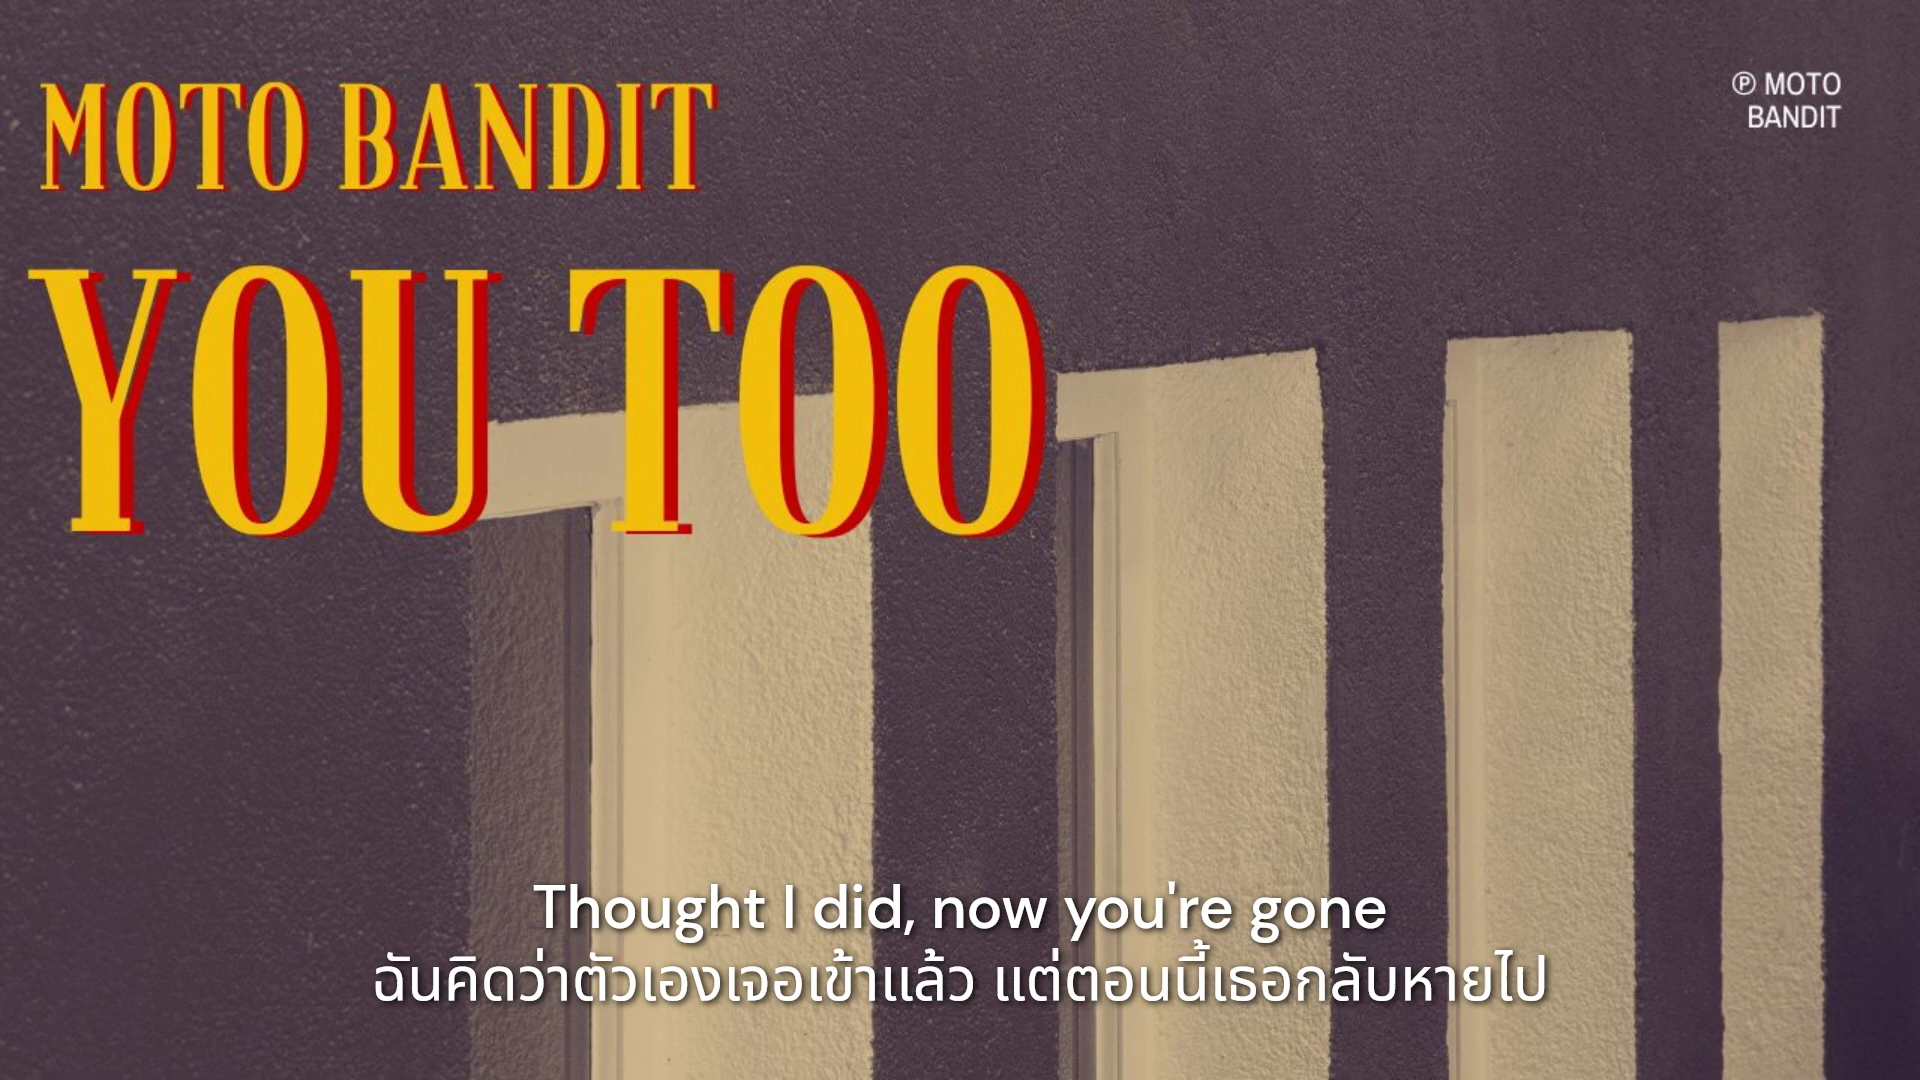 MOTO BANDIT
YOU TOO
℗ MOTO
BANDIT
Thought I did, now you're gone
ฉันคิดว่าตัวเองเจอเข้าแล้ว แต่ตอนนี้เธอกลับหายไป